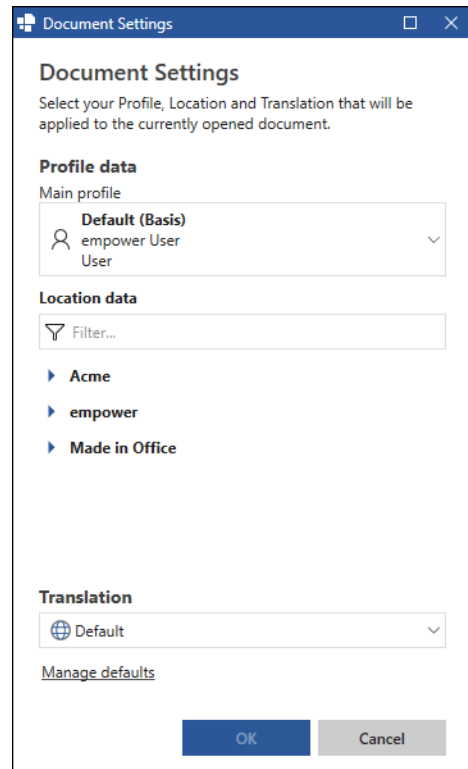 Document Settings
Document Settings
Select your Profile, Location and Translation that will be
applied to the currently opened document.
Profile data
Main profile
Default (Basis)
empower User
User
Location data
Filter...
Acme
empower
Made in Office
Translation
Default
Manage defaults
OK
Cancel